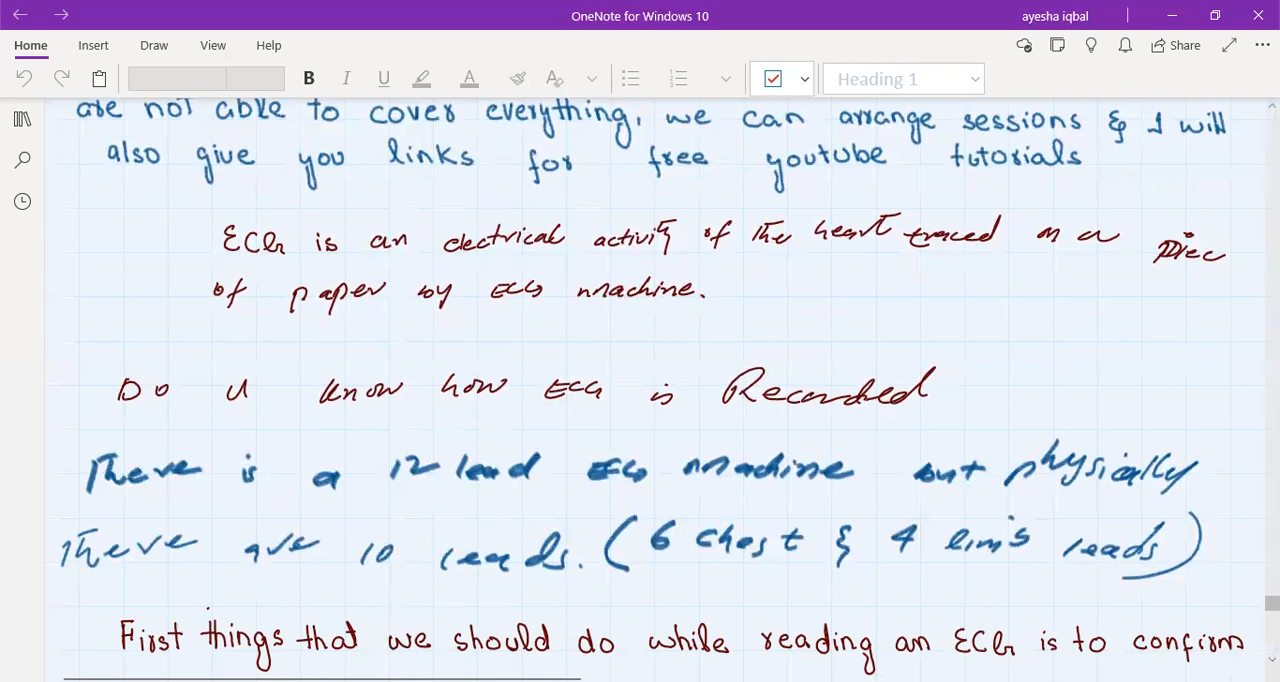 OneNote for Windows 10
ayesha iqbal
Home Insert Draw View Help
Share
B I U A Heading 1
are not able to cover everything, we can arrange sessions & I will
also give you links for free youtube tutorials
ECG is an electrical activity of the heart traced on a piec
of paper by ECG machine.
Do U know how ECG is Recorded
There is a 12 lead ECG machine but physically
There are 10 leads. (6 chest & 4 limb leads)
First things that we should do while reading an ECG is to confirm